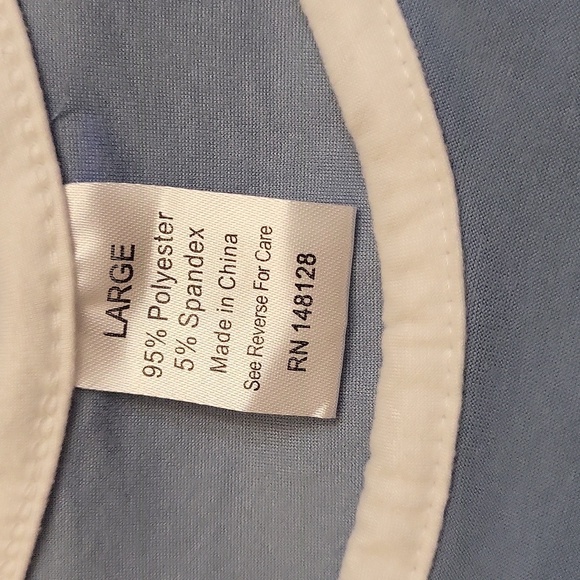 LARGE
95% Polyester
5% Spandex
Made in China
See Reverse For Care
RN 148128